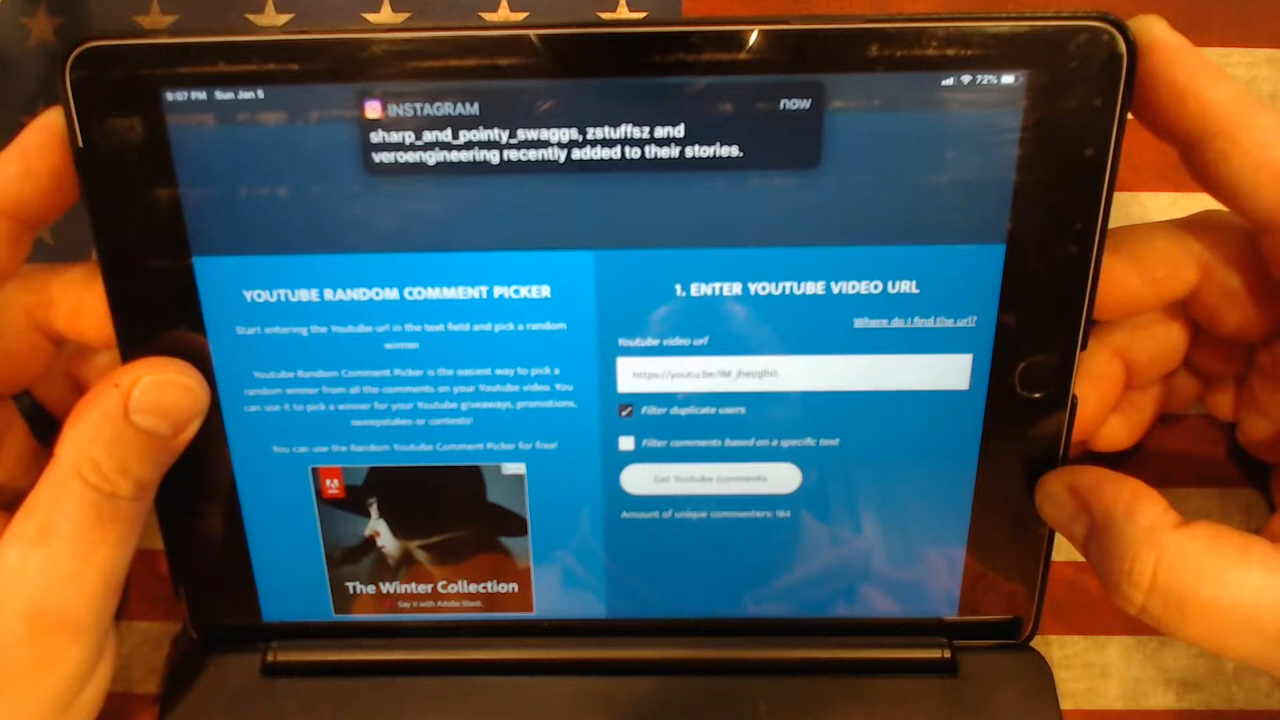 9:07 PM Sun Jan 5
72%
INSTAGRAM
now
sharp_and_pointy_swaggs, zstuffsz and
veroengineering recently added to their stories.
YOUTUBE RANDOM COMMENT PICKER
Start entering the Youtube url in the text field and pick a random
winner
Youtube Random Comment Picker is the easiest way to pick a
random winner from all the comments on your Youtube video. You
can use it to pick a winner for your Youtube giveaways, promotions,
sweepstakes or contests!
You can use the Random Youtube Comment Picker for free!
The Winter Collection
Say it with Adobe Stock.
1. ENTER YOUTUBE VIDEO URL
Where do I find the url?
Youtube video url
Filter duplicate users
Filter comments based on a specific text
Get Youtube comments
Amount of unique commenters: 184